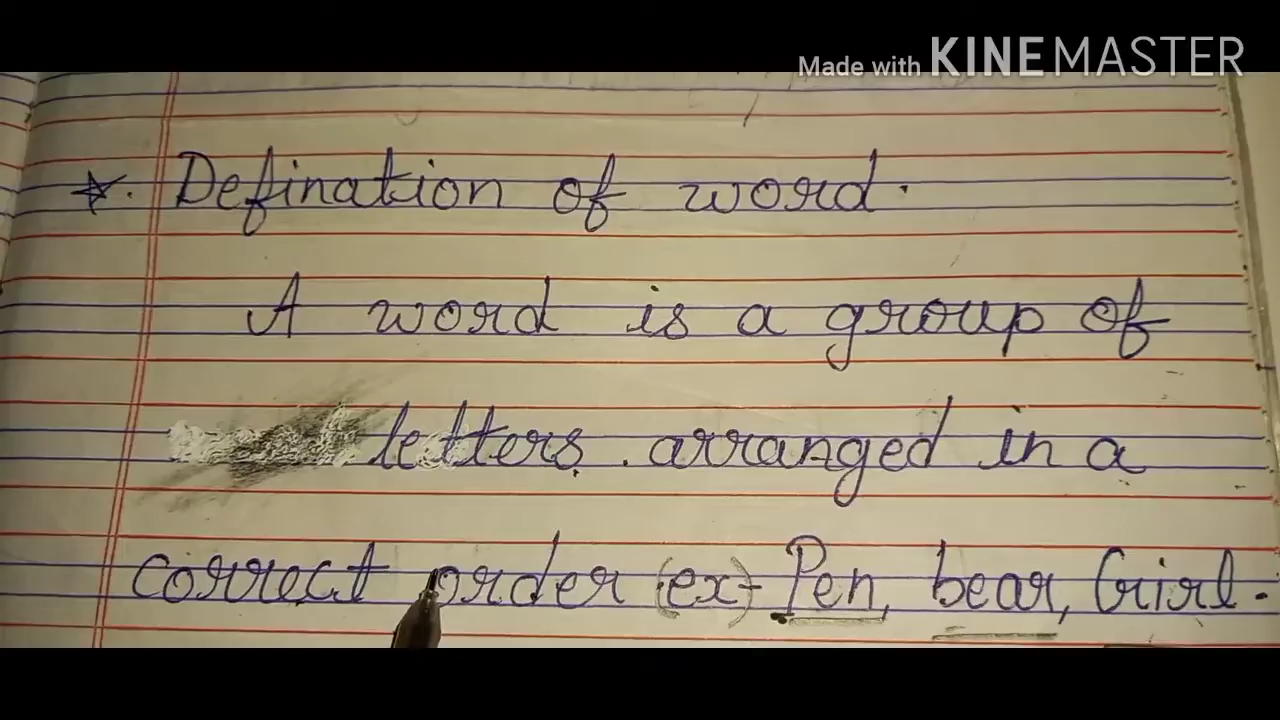 Made with KINEMASTER
☆. Defination of word.
A word is a group of
letters. arranged in a
correct order (ex)- Pen, bear, Girl.